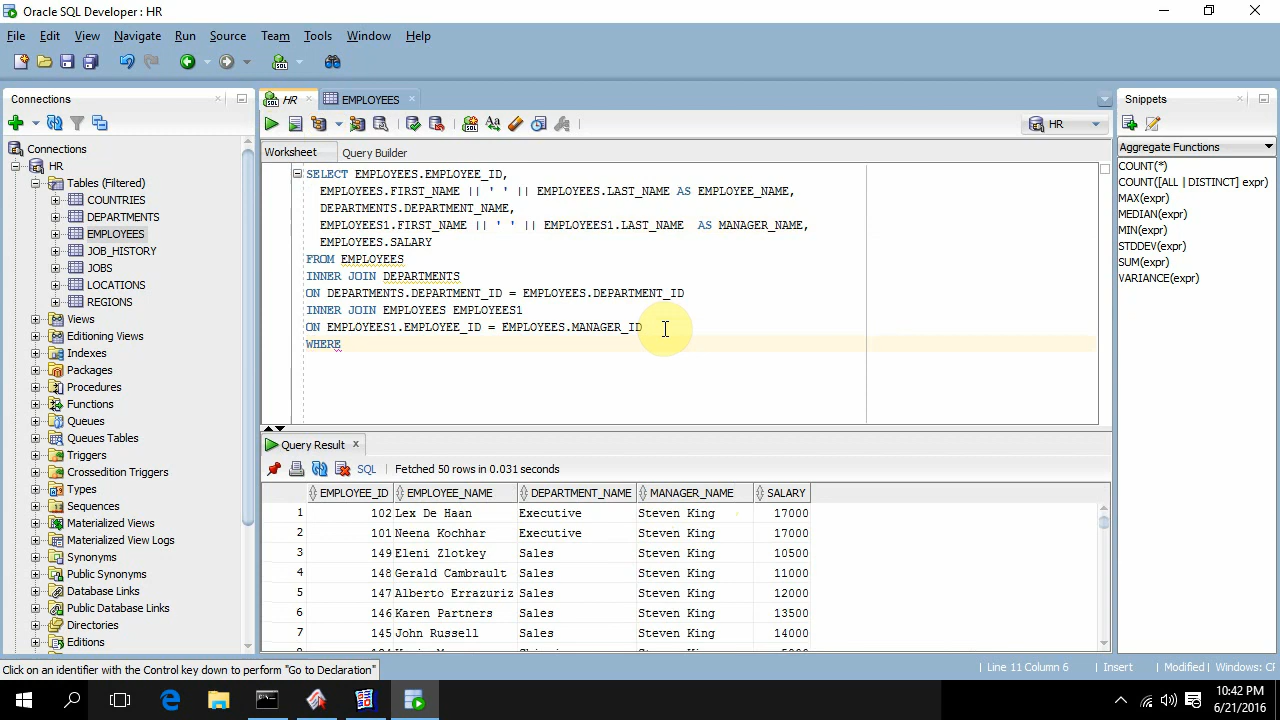 Oracle SQL Developer : HR
File Edit View Navigate Run Source Team Tools Window Help
Connections
HR
EMPLOYEES
Snippets
HR
Worksheet
Query Builder
Aggregate Functions
Connections
HR
Tables (Filtered)
COUNTRIES
DEPARTMENTS
EMPLOYEES
JOB_HISTORY
JOBS
LOCATIONS
REGIONS
Views
Editioning Views
Indexes
Packages
Procedures
Functions
Queues
Queues Tables
Triggers
Crossedition Triggers
Types
Sequences
Materialized Views
Materialized View Logs
Synonyms
Public Synonyms
Database Links
Public Database Links
Directories
Editions
SELECT EMPLOYEES.EMPLOYEE_ID,
EMPLOYEES.FIRST_NAME || ' ' || EMPLOYEES.LAST_NAME AS EMPLOYEE_NAME,
DEPARTMENTS.DEPARTMENT_NAME,
EMPLOYEES1.FIRST_NAME || ' ' || EMPLOYEES1.LAST_NAME AS MANAGER_NAME,
EMPLOYEES.SALARY
FROM EMPLOYEES
INNER JOIN DEPARTMENTS
ON DEPARTMENTS.DEPARTMENT_ID = EMPLOYEES.DEPARTMENT_ID
INNER JOIN EMPLOYEES EMPLOYEES1
ON EMPLOYEES1.EMPLOYEE_ID = EMPLOYEES.MANAGER_ID
WHERE
COUNT(*)
COUNT([ALL | DISTINCT] expr)
MAX(expr)
MEDIAN(expr)
MIN(expr)
STDDEV(expr)
SUM(expr)
VARIANCE(expr)
Query Result
SQL Fetched 50 rows in 0.031 seconds
EMPLOYEE_ID EMPLOYEE_NAME DEPARTMENT_NAME MANAGER_NAME SALARY
1 102 Lex De Haan Executive Steven King 17000
2 101 Neena Kochhar Executive Steven King 17000
3 149 Eleni Zlotkey Sales Steven King 10500
4 148 Gerald Cambrault Sales Steven King 11000
5 147 Alberto Errazuriz Sales Steven King 12000
6 146 Karen Partners Sales Steven King 13500
7 145 John Russell Sales Steven King 14000
Click on an identifier with the Control key down to perform "Go to Declaration"
Line 11 Column 6 Insert Modified Windows: CF
10:42 PM
6/21/2016